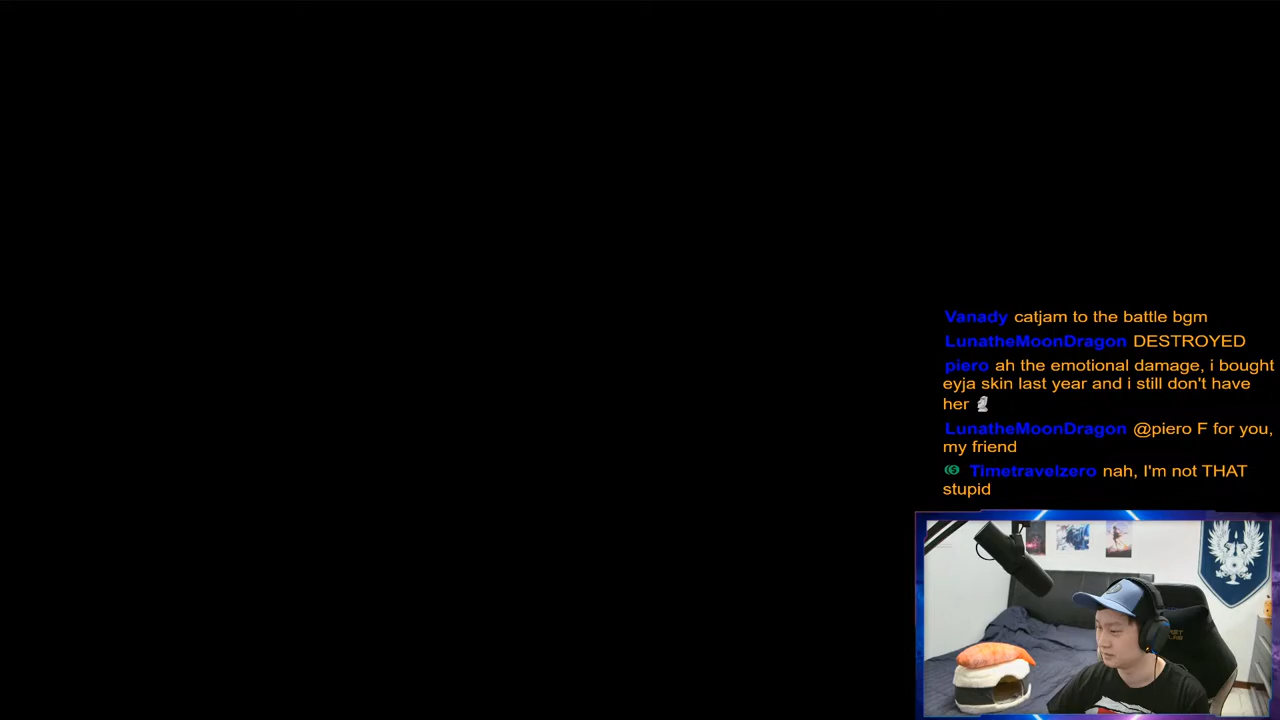 Vanady catjam to the battle bgm
LunatheMoonDragon DESTROYED
piero ah the emotional damage, i bought
eyja skin last year and i still don't have
her 🗿
LunatheMoonDragon @piero F for you,
my friend
Timetravelzero nah, I'm not THAT
stupid